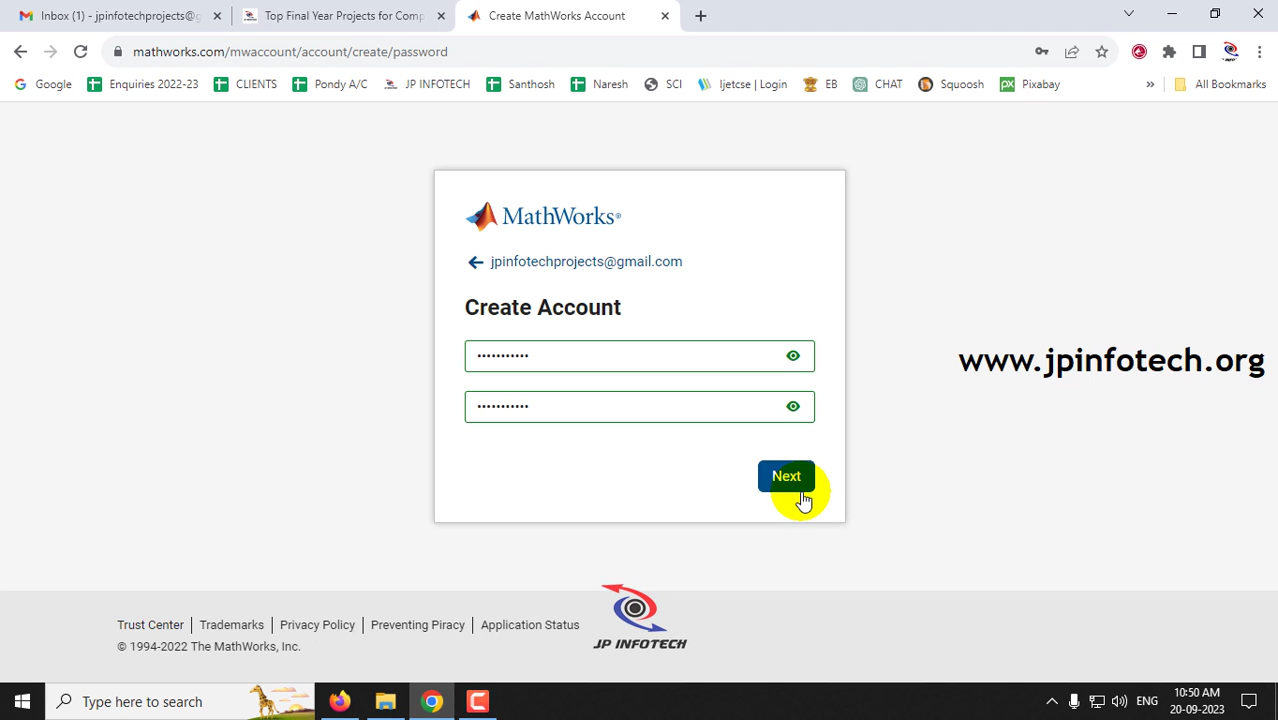 Inbox (1) - jpinfotechprojects@g
Top Final Year Projects for Comp
Create MathWorks Account
mathworks.com/mwaccount/account/create/password
Google
Enquiries 2022-23
CLIENTS
Pondy A/C
JP INFOTECH
Santhosh
Naresh
SCI
Ijetcse | Login
EB
CHAT
Squoosh
px
Pixabay
»
All Bookmarks
MathWorks®
jpinfotechprojects@gmail.com
Create Account
•••••••••••
•••••••••••
Next
www.jpinfotech.org
Trust Center
Trademarks
Privacy Policy
Preventing Piracy
Application Status
© 1994-2022 The MathWorks, Inc.
JP INFOTECH
Type here to search
ENG
10:50 AM
20-09-2023